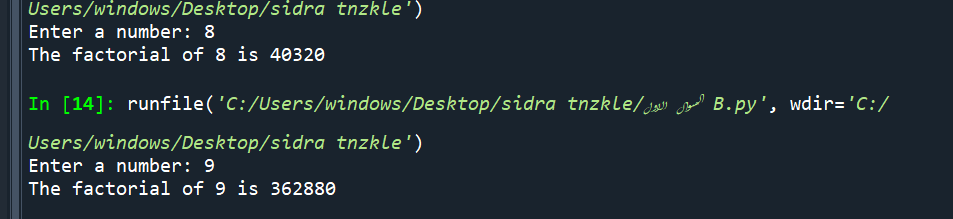 Users/windows/Desktop/sidra tnzkle')
Enter a number: 8
The factorial of 8 is 40320
In [14]: runfile('C:/Users/windows/Desktop/sidra tnzkle/السؤال الاول B.py', wdir='C:/
Users/windows/Desktop/sidra tnzkle')
Enter a number: 9
The factorial of 9 is 362880